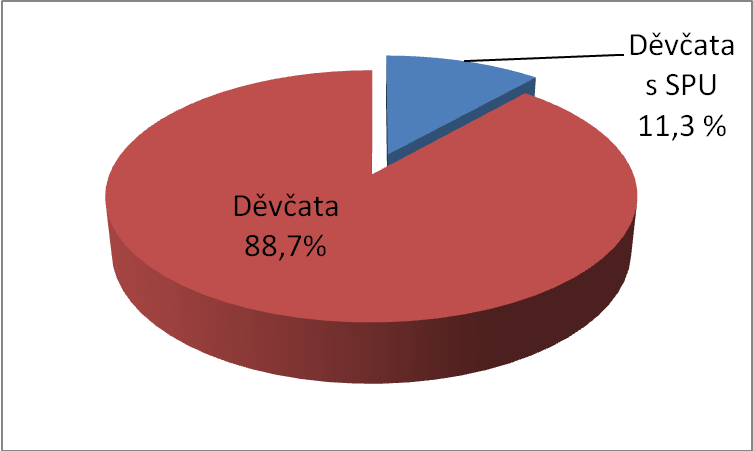 Děvčata
s SPU
11,3 %
Děvčata
88,7%